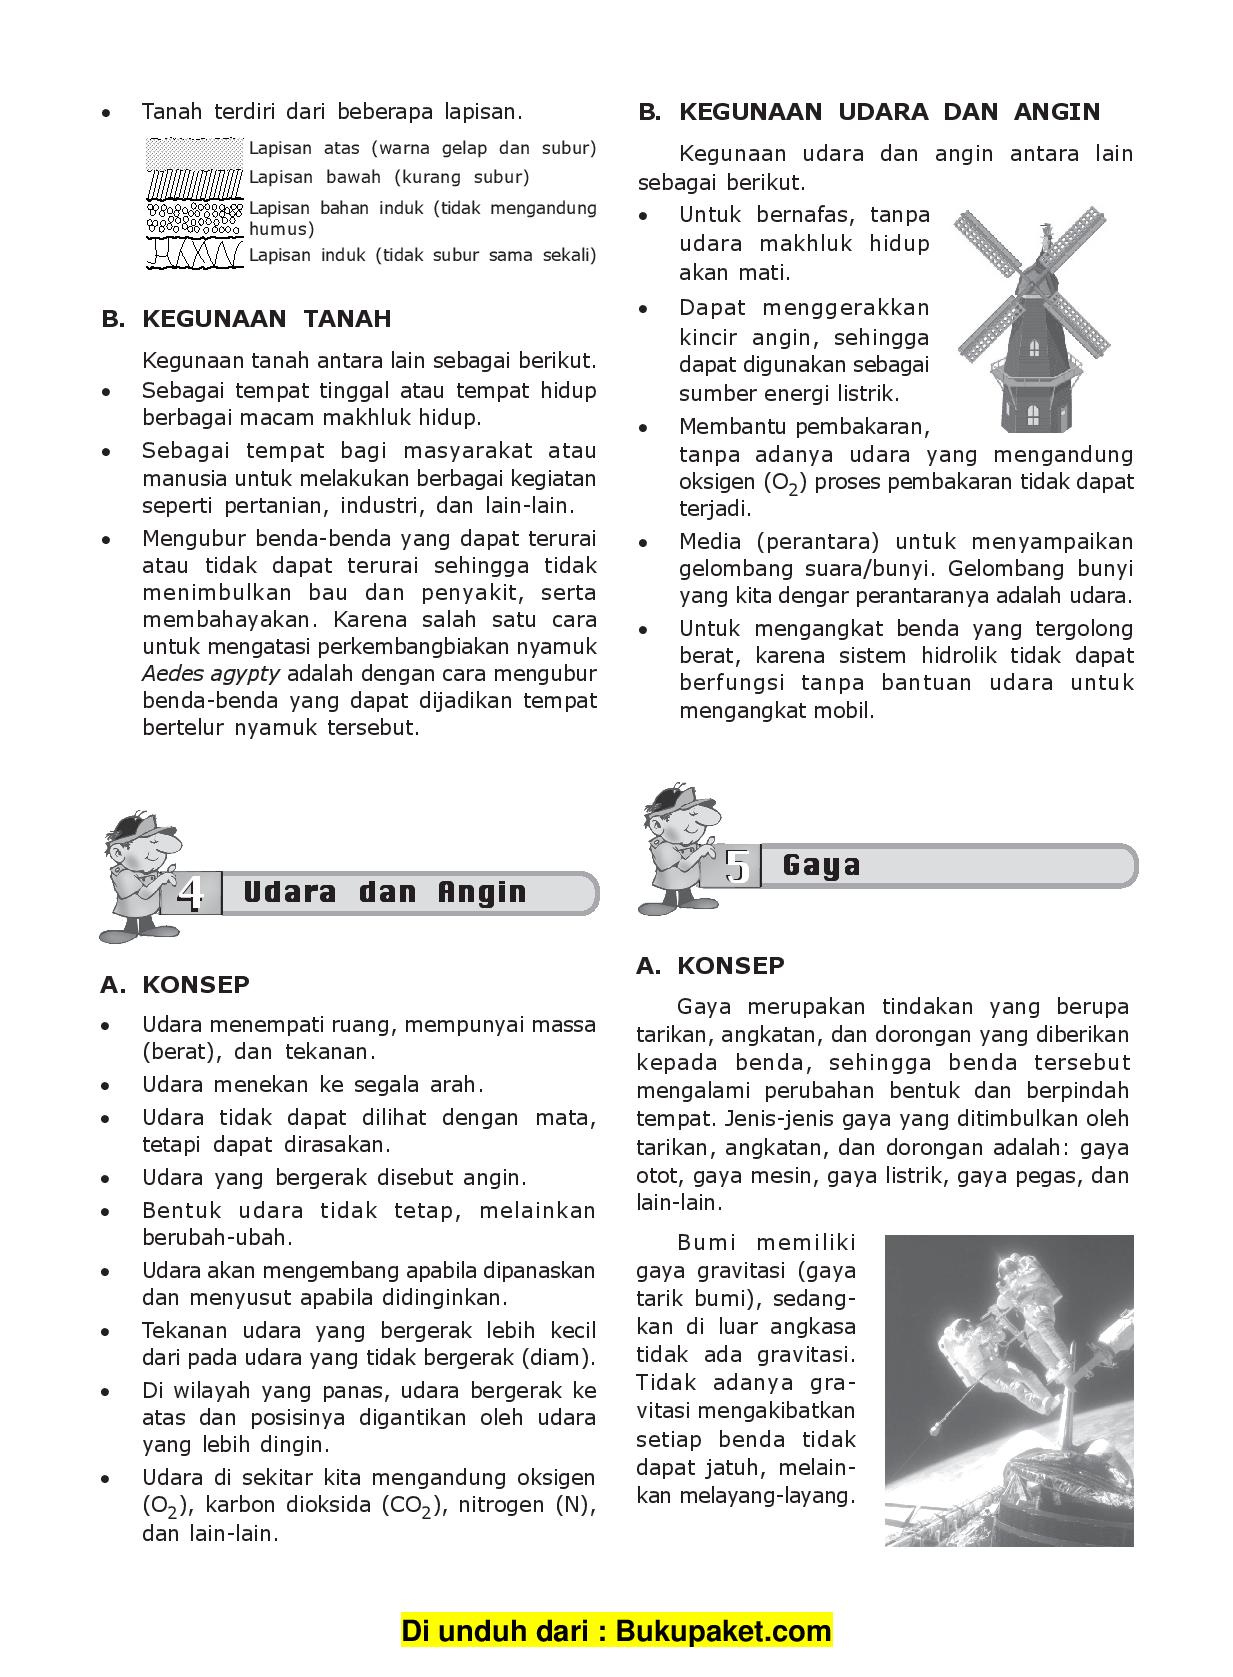 • Tanah terdiri dari beberapa lapisan.
Lapisan atas (warna gelap dan subur)
Lapisan bawah (kurang subur)
Lapisan bahan induk (tidak mengandung
humus)
Lapisan induk (tidak subur sama sekali)
B. KEGUNAAN TANAH
Kegunaan tanah antara lain sebagai berikut.
• Sebagai tempat tinggal atau tempat hidup
berbagai macam makhluk hidup.
• Sebagai tempat bagi masyarakat atau
manusia untuk melakukan berbagai kegiatan
seperti pertanian, industri, dan lain-lain.
• Mengubur benda-benda yang dapat terurai
atau tidak dapat terurai sehingga tidak
menimbulkan bau dan penyakit, serta
membahayakan. Karena salah satu cara
untuk mengatasi perkembangbiakan nyamuk
Aedes agypty adalah dengan cara mengubur
benda-benda yang dapat dijadikan tempat
bertelur nyamuk tersebut.
4 Udara dan Angin
A. KONSEP
• Udara menempati ruang, mempunyai massa
(berat), dan tekanan.
• Udara menekan ke segala arah.
• Udara tidak dapat dilihat dengan mata,
tetapi dapat dirasakan.
• Udara yang bergerak disebut angin.
• Bentuk udara tidak tetap, melainkan
berubah-ubah.
• Udara akan mengembang apabila dipanaskan
dan menyusut apabila didinginkan.
• Tekanan udara yang bergerak lebih kecil
dari pada udara yang tidak bergerak (diam).
• Di wilayah yang panas, udara bergerak ke
atas dan posisinya digantikan oleh udara
yang lebih dingin.
• Udara di sekitar kita mengandung oksigen
(O2), karbon dioksida (CO2), nitrogen (N),
dan lain-lain.
B. KEGUNAAN UDARA DAN ANGIN
Kegunaan udara dan angin antara lain
sebagai berikut.
• Untuk bernafas, tanpa
udara makhluk hidup
akan mati.
• Dapat menggerakkan
kincir angin, sehingga
dapat digunakan sebagai
sumber energi listrik.
• Membantu pembakaran,
tanpa adanya udara yang mengandung
oksigen (O2) proses pembakaran tidak dapat
terjadi.
• Media (perantara) untuk menyampaikan
gelombang suara/bunyi. Gelombang bunyi
yang kita dengar perantaranya adalah udara.
• Untuk mengangkat benda yang tergolong
berat, karena sistem hidrolik tidak dapat
berfungsi tanpa bantuan udara untuk
mengangkat mobil.
5 Gaya
A. KONSEP
Gaya merupakan tindakan yang berupa
tarikan, angkatan, dan dorongan yang diberikan
kepada benda, sehingga benda tersebut
mengalami perubahan bentuk dan berpindah
tempat. Jenis-jenis gaya yang ditimbulkan oleh
tarikan, angkatan, dan dorongan adalah: gaya
otot, gaya mesin, gaya listrik, gaya pegas, dan
lain-lain.
Bumi memiliki
gaya gravitasi (gaya
tarik bumi), sedang-
kan di luar angkasa
tidak ada gravitasi.
Tidak adanya gra-
vitasi mengakibatkan
setiap benda tidak
dapat jatuh, melain-
kan melayang-layang.
Di unduh dari : Bukupaket.com